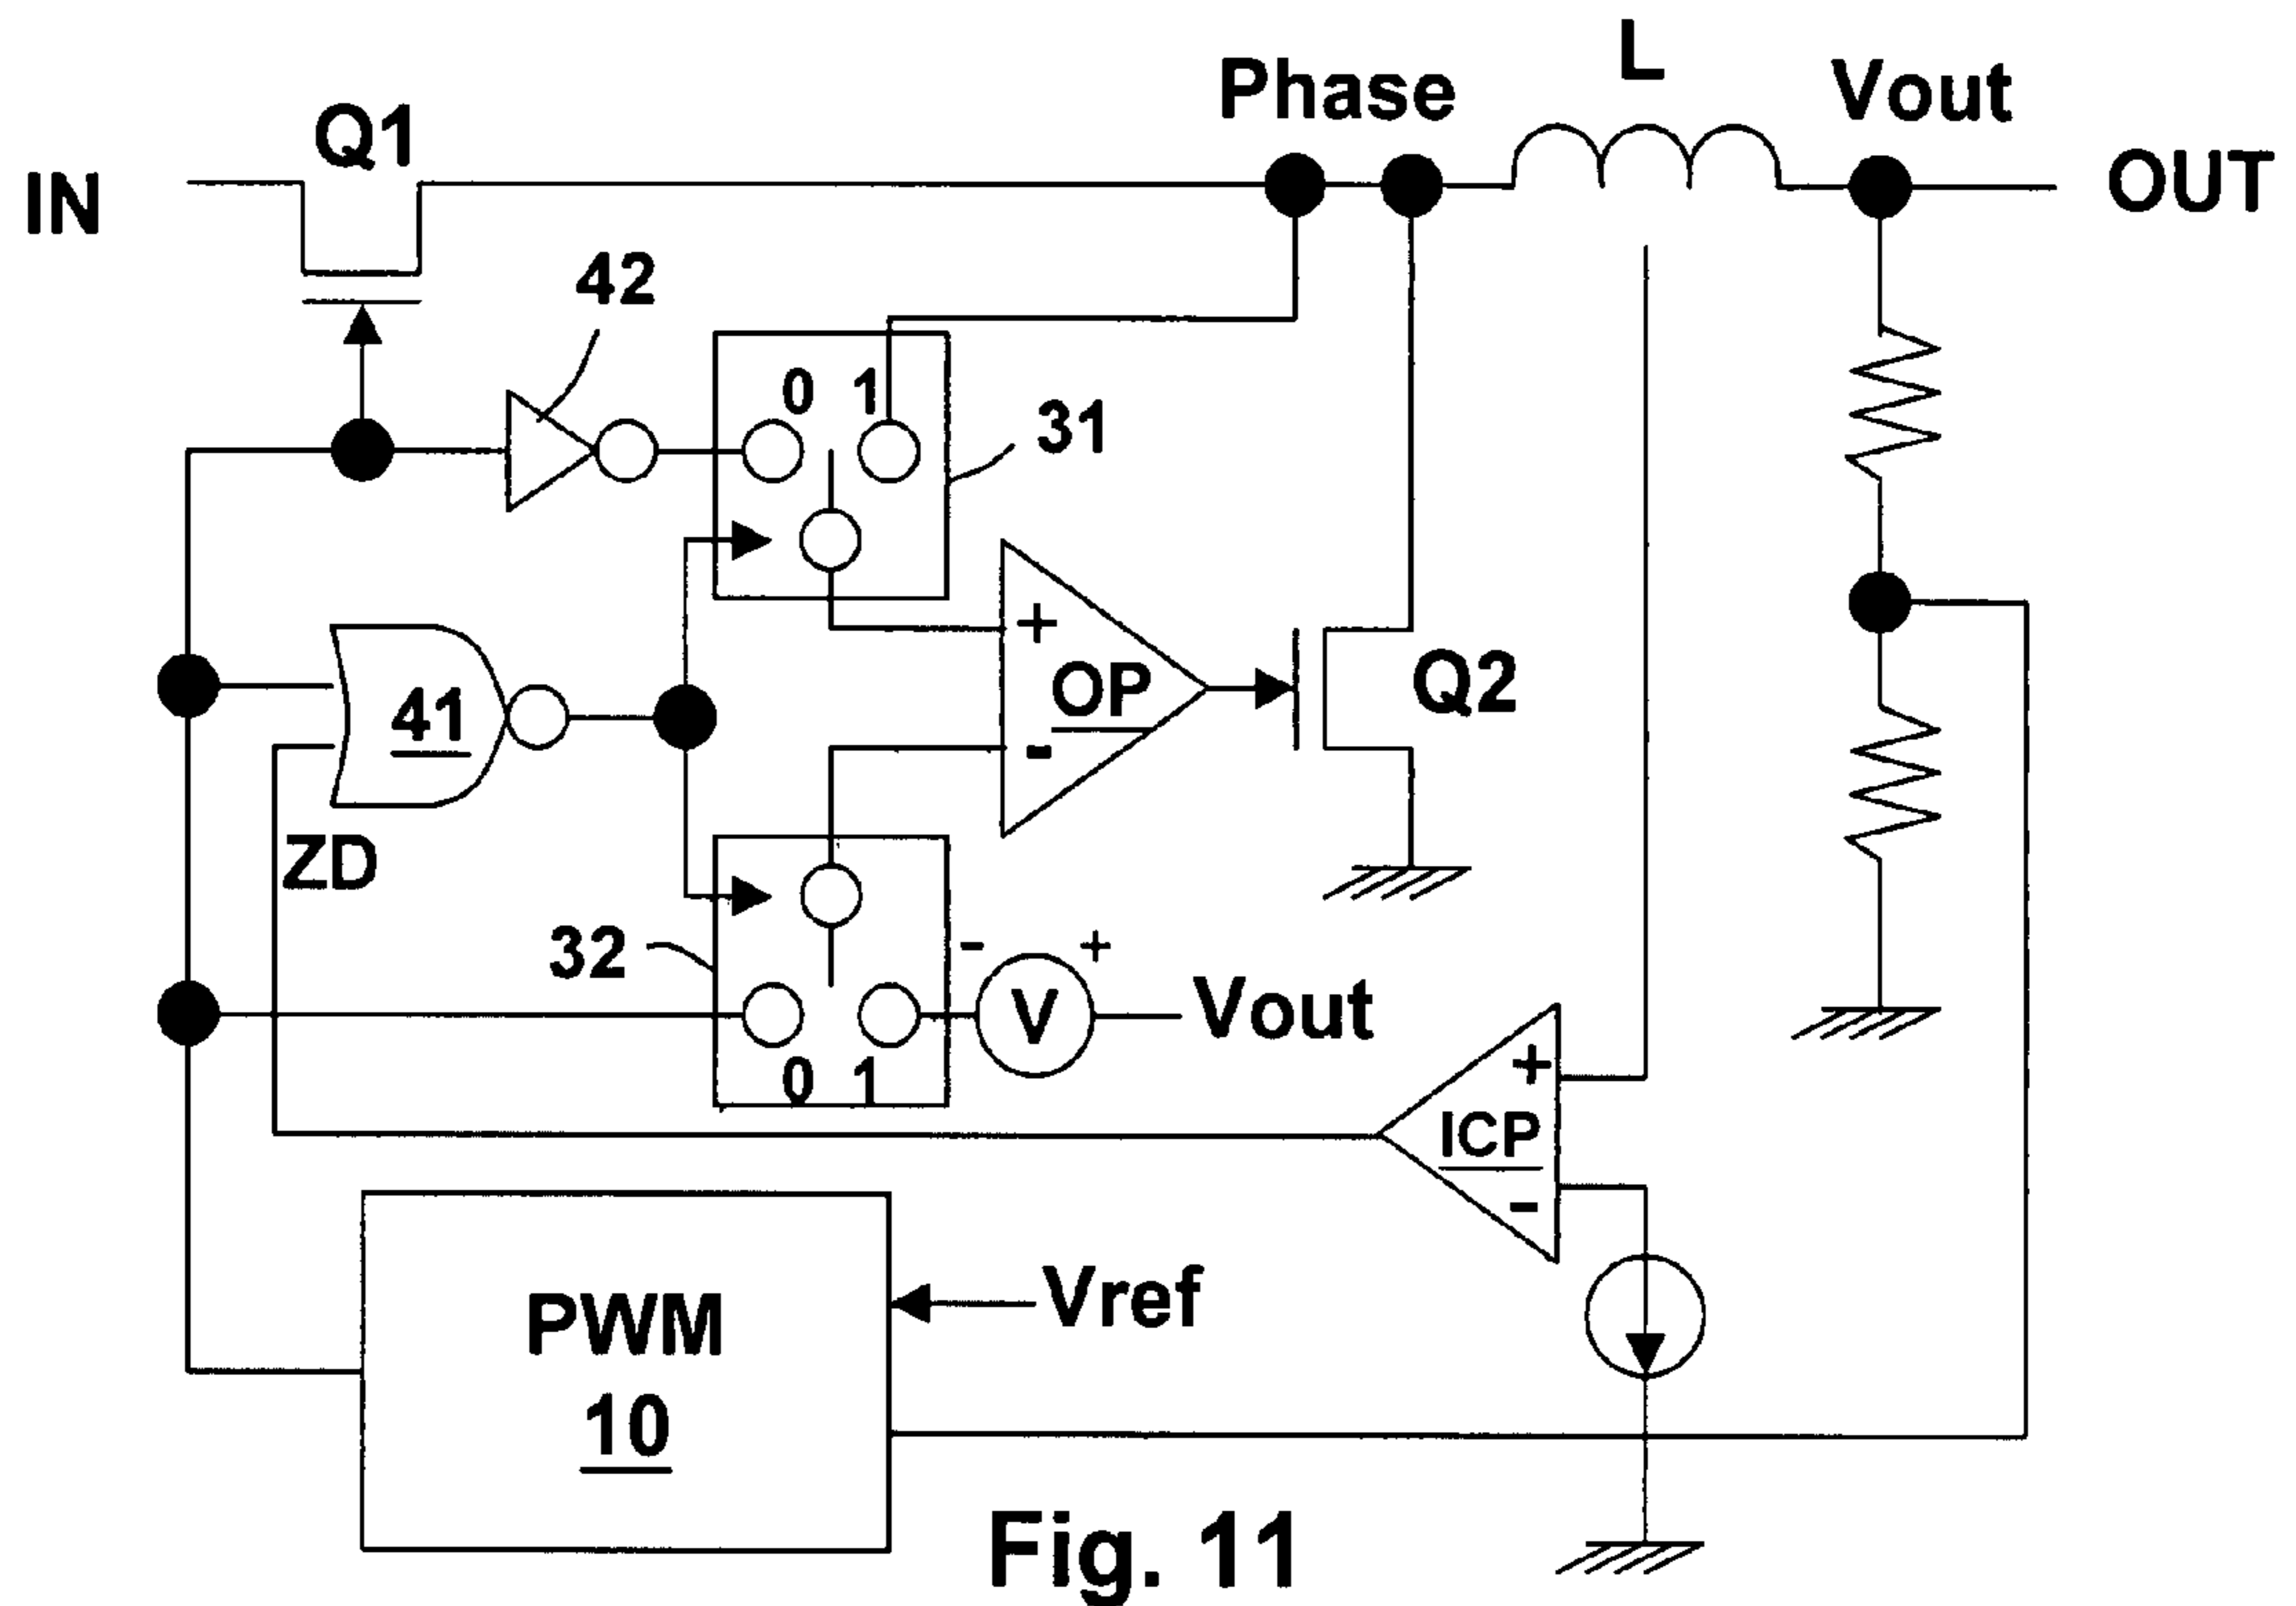 L
Phase
Vout
Q1
IN
OUT
42
0 1
31
+
OP
-
Q2
41
ZD
32
- +
V
Vout
0 1
+
ICP
-
PWM
10
Vref
Fig. 11